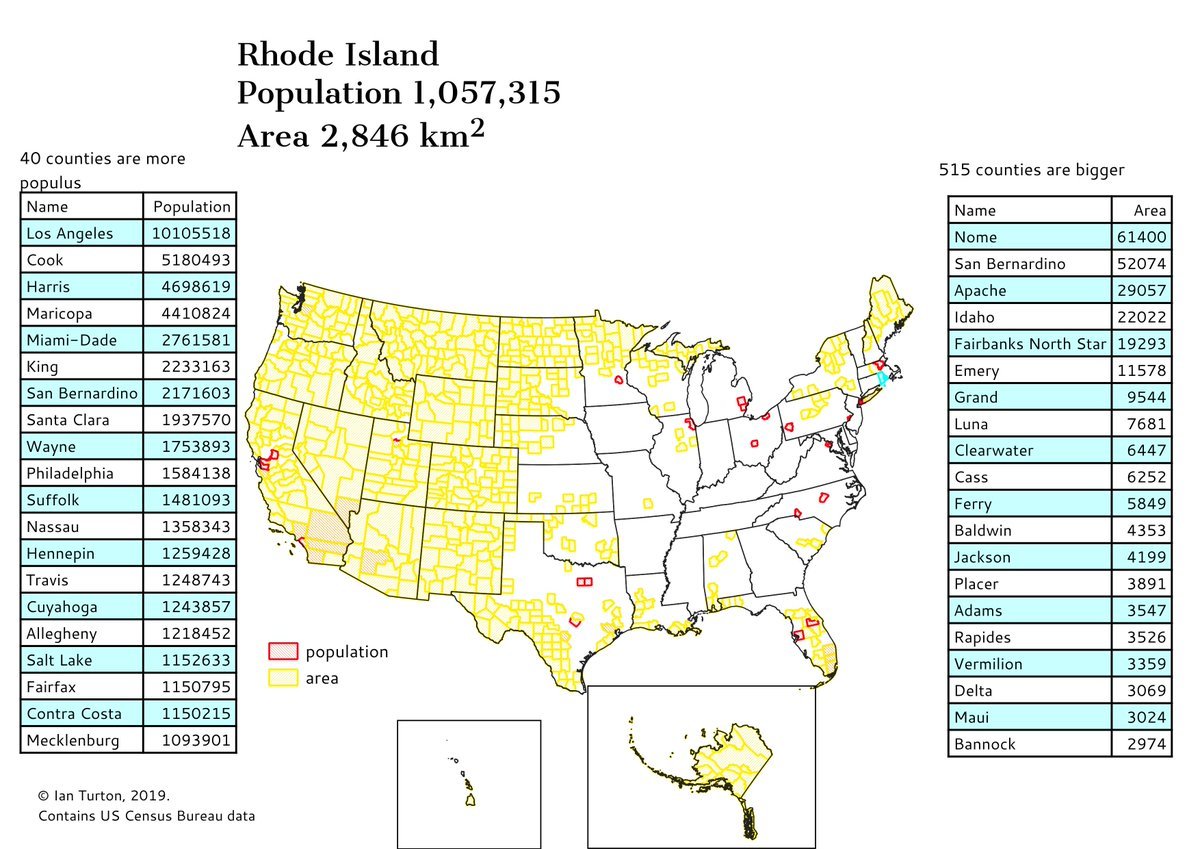 Rhode Island
Population 1,057,315
Area 2,846 km²
40 counties are more
populus
Name Population
Los Angeles 10105518
Cook 5180493
Harris 4698619
Maricopa 4410824
Miami-Dade 2761581
King 2233163
San Bernardino 2171603
Santa Clara 1937570
Wayne 1753893
Philadelphia 1584138
Suffolk 1481093
Nassau 1358343
Hennepin 1259428
Travis 1248743
Cuyahoga 1243857
Allegheny 1218452
Salt Lake 1152633
Fairfax 1150795
Contra Costa 1150215
Mecklenburg 1093901
515 counties are bigger
Name Area
Nome 61400
San Bernardino 52074
Apache 29057
Idaho 22022
Fairbanks North Star 19293
Emery 11578
Grand 9544
Luna 7681
Clearwater 6447
Cass 6252
Ferry 5849
Baldwin 4353
Jackson 4199
Placer 3891
Adams 3547
Rapides 3526
Vermilion 3359
Delta 3069
Maui 3024
Bannock 2974
population
area
© Ian Turton, 2019.
Contains US Census Bureau data